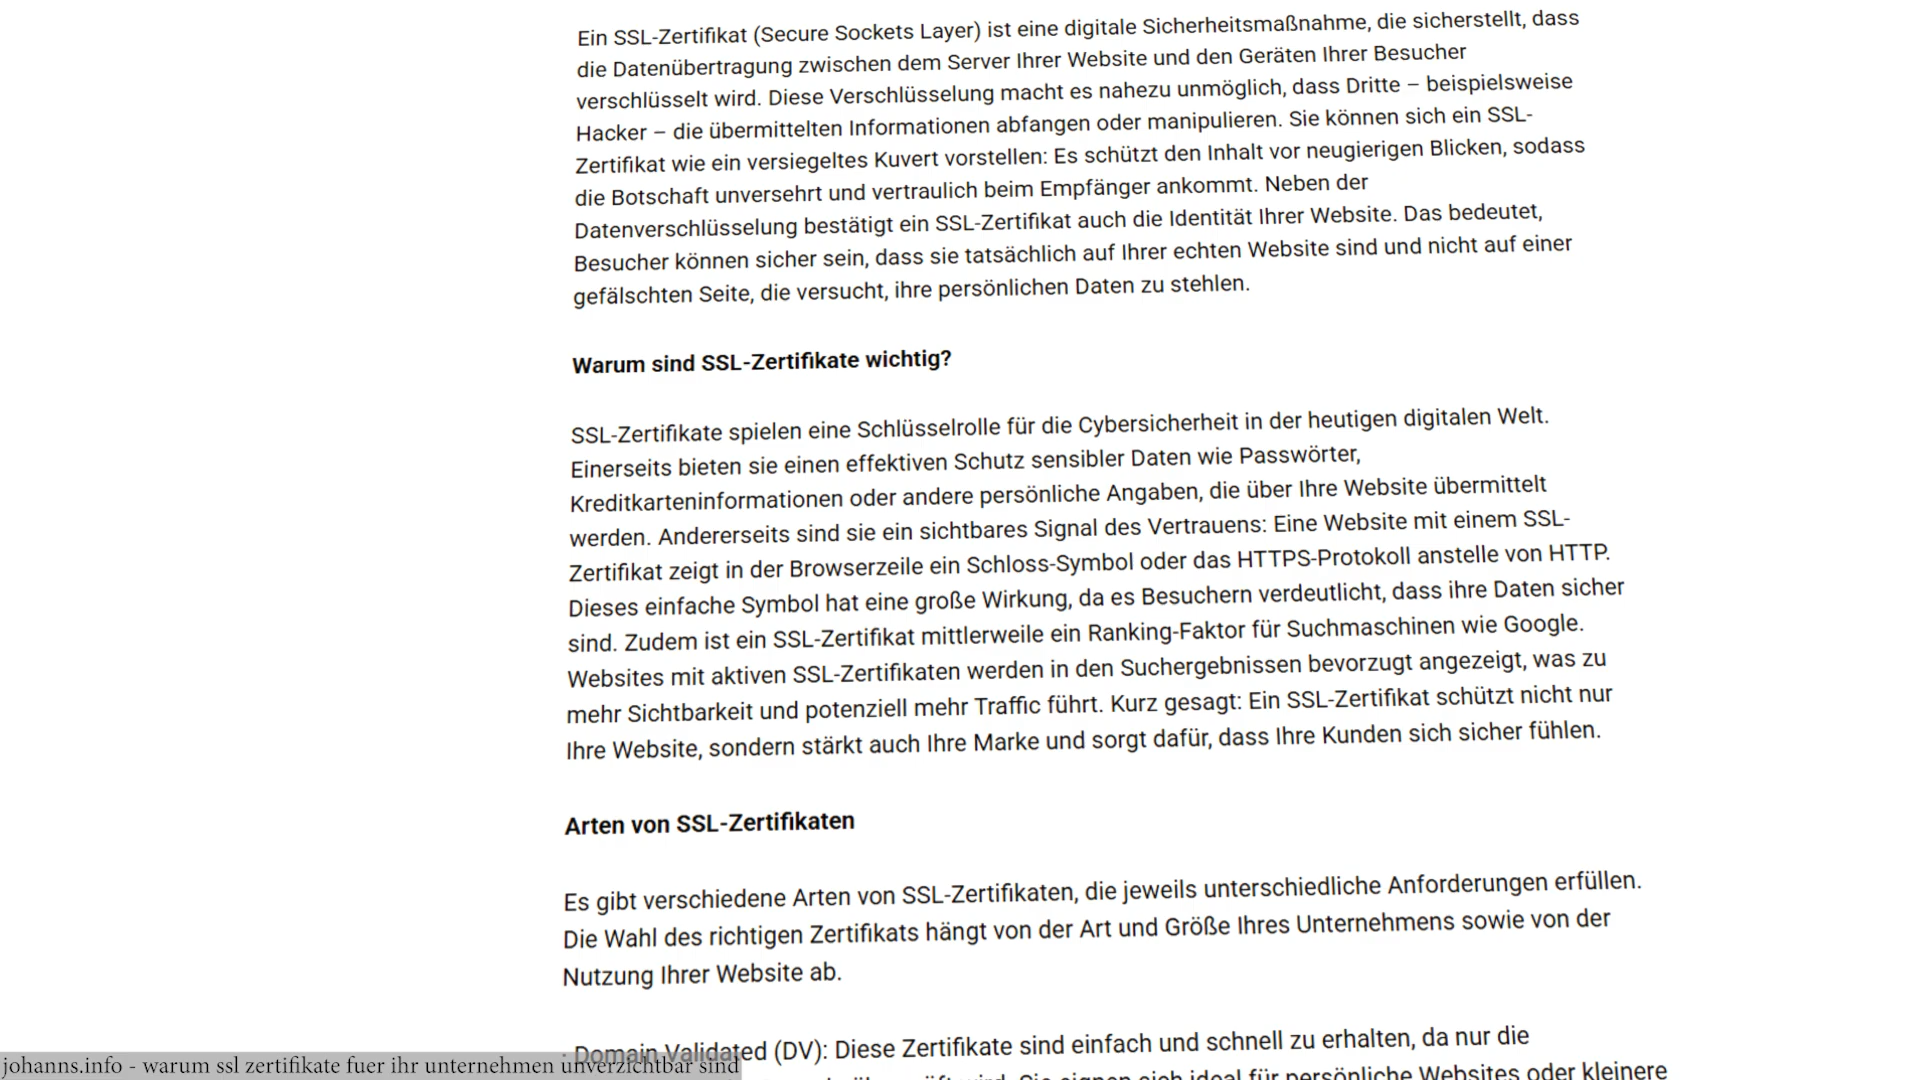 Ein SSL-Zertifikat (Secure Sockets Layer) ist eine digitale Sicherheitsmaßnahme, die sicherstellt, dass
die Datenübertragung zwischen dem Server Ihrer Website und den Geräten Ihrer Besucher
verschlüsselt wird. Diese Verschlüsselung macht es nahezu unmöglich, dass Dritte – beispielsweise
Hacker – die übermittelten Informationen abfangen oder manipulieren. Sie können sich ein SSL-
Zertifikat wie ein versiegeltes Kuvert vorstellen: Es schützt den Inhalt vor neugierigen Blicken, sodass
die Botschaft unversehrt und vertraulich beim Empfänger ankommt. Neben der
Datenverschlüsselung bestätigt ein SSL-Zertifikat auch die Identität Ihrer Website. Das bedeutet,
Besucher können sicher sein, dass sie tatsächlich auf Ihrer echten Website sind und nicht auf einer
gefälschten Seite, die versucht, ihre persönlichen Daten zu stehlen.
Warum sind SSL-Zertifikate wichtig?
SSL-Zertifikate spielen eine Schlüsselrolle für die Cybersicherheit in der heutigen digitalen Welt.
Einerseits bieten sie einen effektiven Schutz sensibler Daten wie Passwörter,
Kreditkarteninformationen oder andere persönliche Angaben, die über Ihre Website übermittelt
werden. Andererseits sind sie ein sichtbares Signal des Vertrauens: Eine Website mit einem SSL-
Zertifikat zeigt in der Browserzeile ein Schloss-Symbol oder das HTTPS-Protokoll anstelle von HTTP.
Dieses einfache Symbol hat eine große Wirkung, da es Besuchern verdeutlicht, dass ihre Daten sicher
sind. Zudem ist ein SSL-Zertifikat mittlerweile ein Ranking-Faktor für Suchmaschinen wie Google.
Websites mit aktiven SSL-Zertifikaten werden in den Suchergebnissen bevorzugt angezeigt, was zu
mehr Sichtbarkeit und potenziell mehr Traffic führt. Kurz gesagt: Ein SSL-Zertifikat schützt nicht nur
Ihre Website, sondern stärkt auch Ihre Marke und sorgt dafür, dass Ihre Kunden sich sicher fühlen.
Arten von SSL-Zertifikaten
Es gibt verschiedene Arten von SSL-Zertifikaten, die jeweils unterschiedliche Anforderungen erfüllen.
Die Wahl des richtigen Zertifikats hängt von der Art und Größe Ihres Unternehmens sowie von der
Nutzung Ihrer Website ab.
· Domain Validated (DV): Diese Zertifikate sind einfach und schnell zu erhalten, da nur die
Sie eignen sich ideal für persönliche Websites oder kleinere
johanns.info - warum ssl zertifikate fuer ihr unternehmen unverzichtbar sind